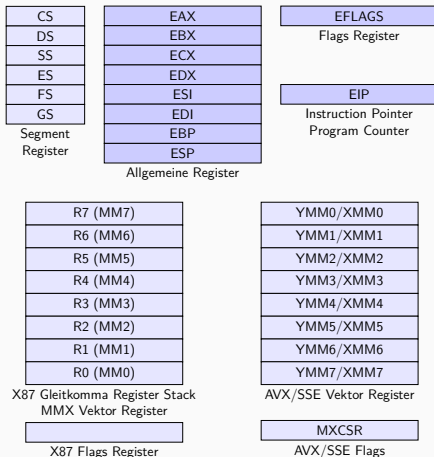 CS
DS
SS
ES
FS
GS
Segment
Register
EAX
EBX
ECX
EDX
ESI
EDI
EBP
ESP
Allgemeine Register
EFLAGS
Flags Register
EIP
Instruction Pointer
Program Counter
R7 (MM7)
R6 (MM6)
R5 (MM5)
R4 (MM4)
R3 (MM3)
R2 (MM2)
R1 (MM1)
R0 (MM0)
X87 Gleitkomma Register Stack
MMX Vektor Register
X87 Flags Register
YMM0/XMM0
YMM1/XMM1
YMM2/XMM2
YMM3/XMM3
YMM4/XMM4
YMM5/XMM5
YMM6/XMM6
YMM7/XMM7
AVX/SSE Vektor Register
MXCSR
AVX/SSE Flags